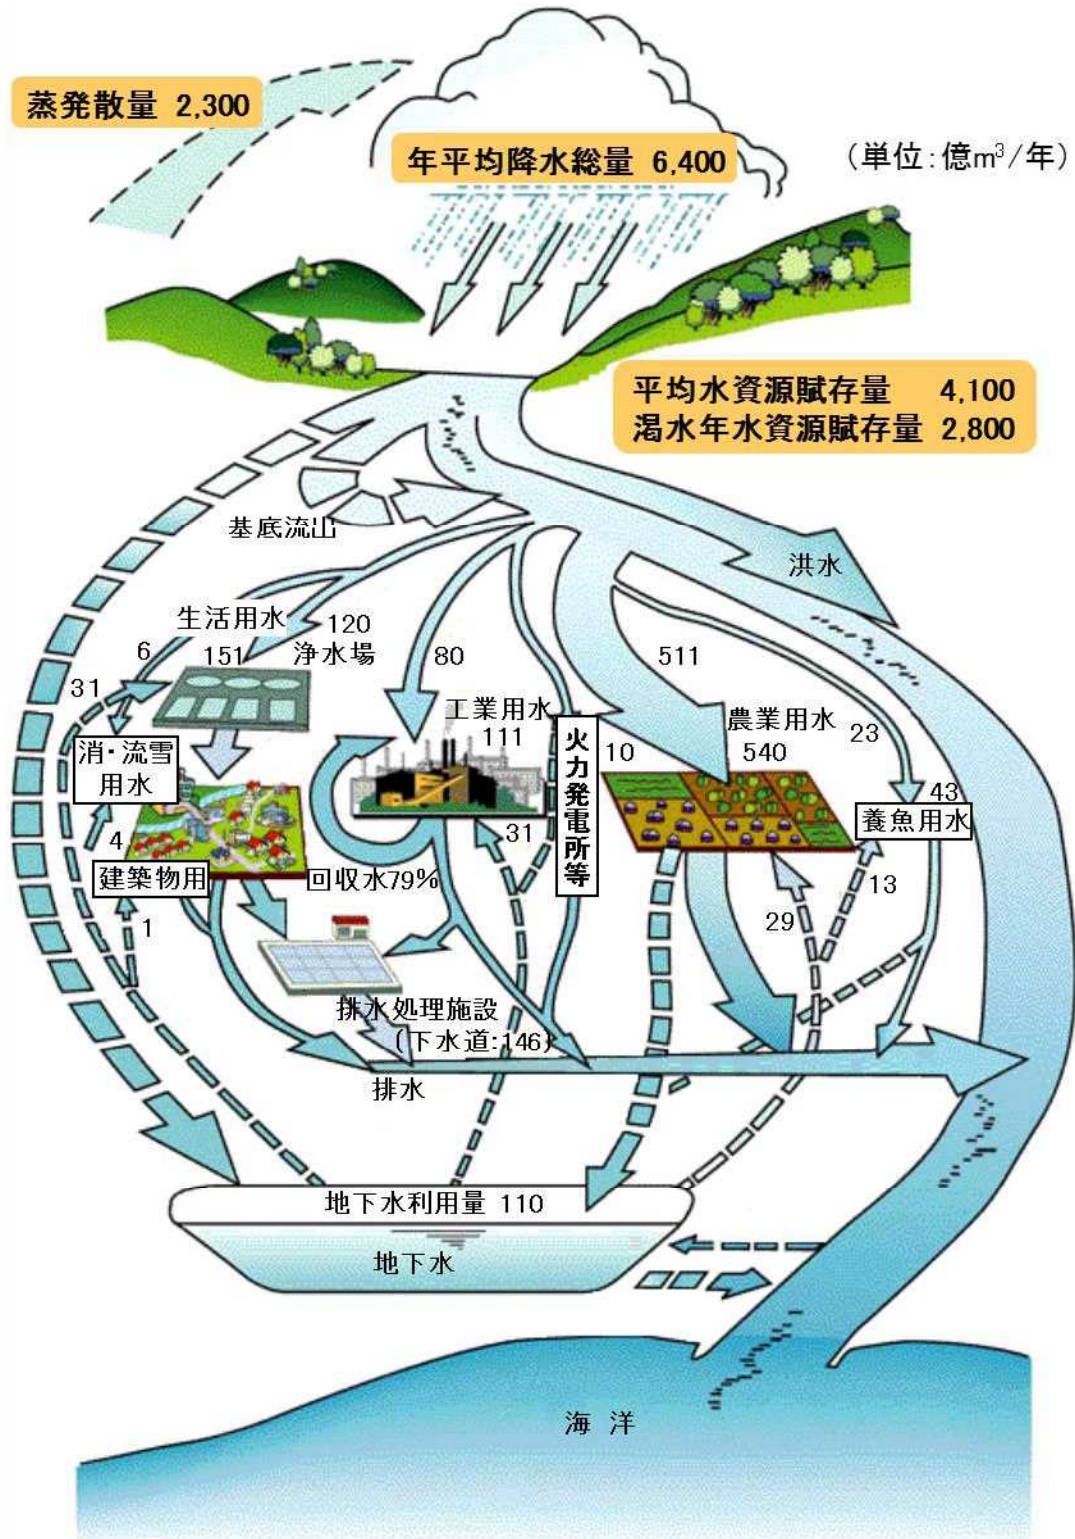 蒸発散量 2,300
年平均降水総量 6,400
(単位:億m³/年)
平均水資源賦存量 4,100
渇水年水資源賦存量 2,800
基底流出
洪水
生活用水
151
120
浄水場
6
31
80
511
工業用水
111
農業用水
540
23
消・流雪
用水
火力発電所等
10
43
養魚用水
4
31
建築物用
回収水79%
1
29
13
排水処理施設
(下水道:146)
排水
地下水利用量 110
地下水
海洋